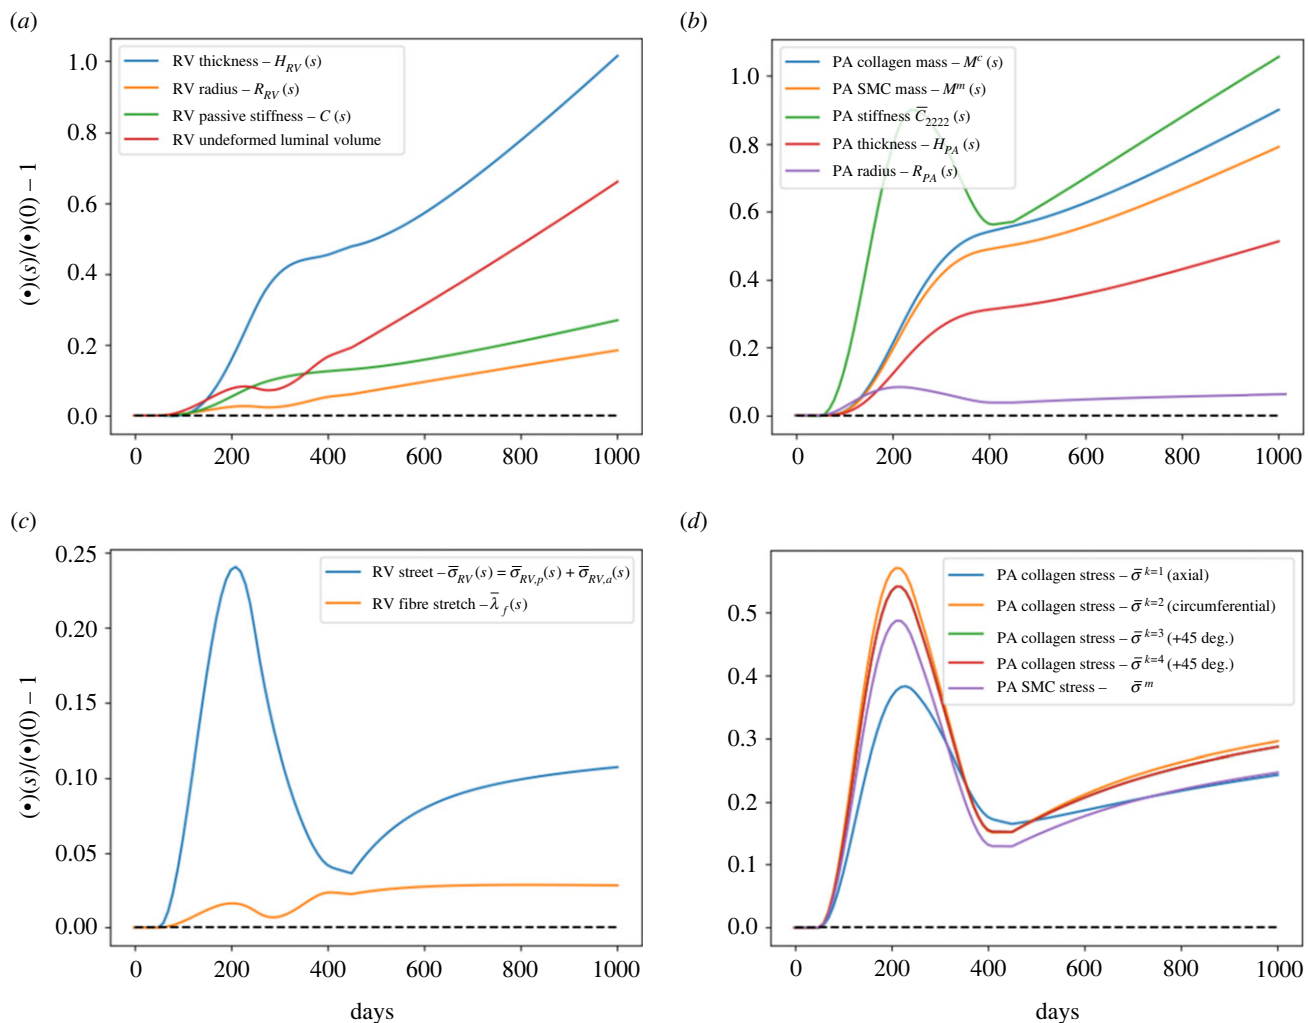 (a)
RV thickness – H_RV (s)
RV radius – R_RV (s)
RV passive stiffness – C (s)
RV undeformed luminal volume
(•)(s)/(•)(0) – 1
1.0
0.8
0.6
0.4
0.2
0.0
0 200 400 600 800 1000
(b)
PA collagen mass – M^c (s)
PA SMC mass – M^m (s)
PA stiffness C̅_2222 (s)
PA thickness – H_PA (s)
PA radius – R_PA (s)
1.0
0.8
0.6
0.4
0.2
0.0
0 200 400 600 800 1000
(c)
RV street – σ̅_RV (s) = σ̅_RV,p (s) + σ̅_RV,a (s)
RV fibre stretch – λ̅_f (s)
(•)(s)/(•)(0) – 1
0.25
0.20
0.15
0.10
0.05
0.00
0 200 400 600 800 1000
days
(d)
PA collagen stress – σ̅^k=1 (axial)
PA collagen stress – σ̅^k=2 (circumferential)
PA collagen stress – σ̅^k=3 (+45 deg.)
PA collagen stress – σ̅^k=4 (+45 deg.)
PA SMC stress – σ̅^m
0.5
0.4
0.3
0.2
0.1
0.0
0 200 400 600 800 1000
days